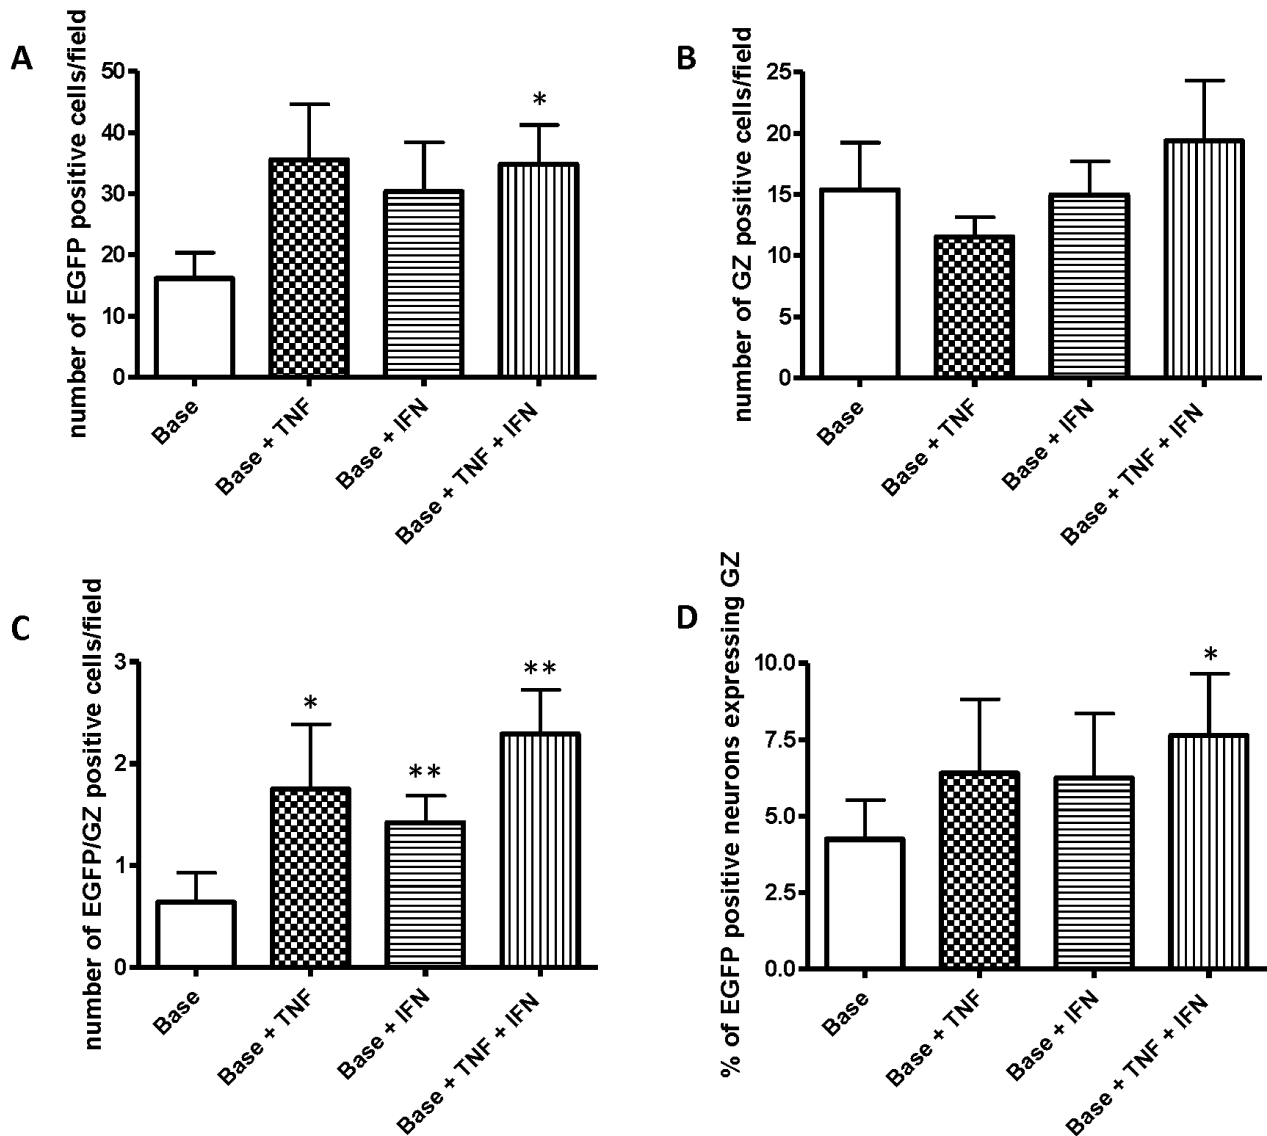 A
number of EGFP positive cells/field
50
40
30
20
10
0
*
Base
Base + TNF
Base + IFN
Base + TNF + IFN
B
number of GZ positive cells/field
25
20
15
10
5
0
Base
Base + TNF
Base + IFN
Base + TNF + IFN
C
number of EGFP/GZ positive cells/field
3
2
1
0
*
**
**
Base
Base + TNF
Base + IFN
Base + TNF + IFN
D
% of EGFP positive neurons expressing GZ
10.0
7.5
5.0
2.5
0.0
*
Base
Base + TNF
Base + IFN
Base + TNF + IFN